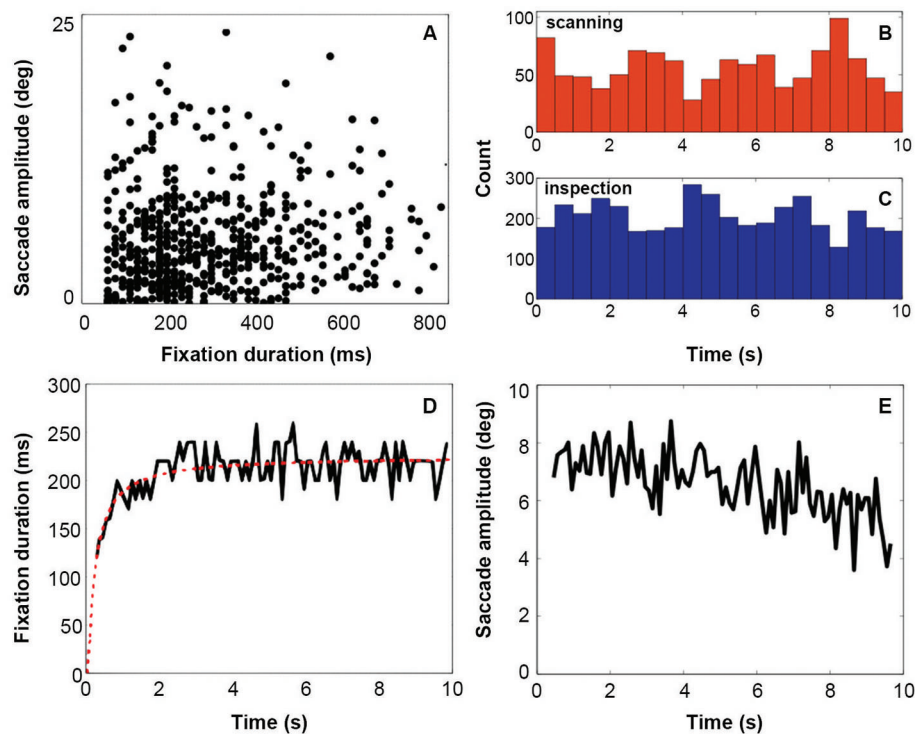 A
25
0
Saccade amplitude (deg)
0 200 400 600 800
Fixation duration (ms)
B
scanning
100
50
0
0 2 4 6 8 10
Count
C
inspection
300
200
100
0
0 2 4 6 8 10
Time (s)
D
300
250
200
150
100
50
0
Fixation duration (ms)
0 2 4 6 8 10
Time (s)
E
10
8
6
4
2
0
Saccade amplitude (deg)
0 2 4 6 8 10
Time (s)